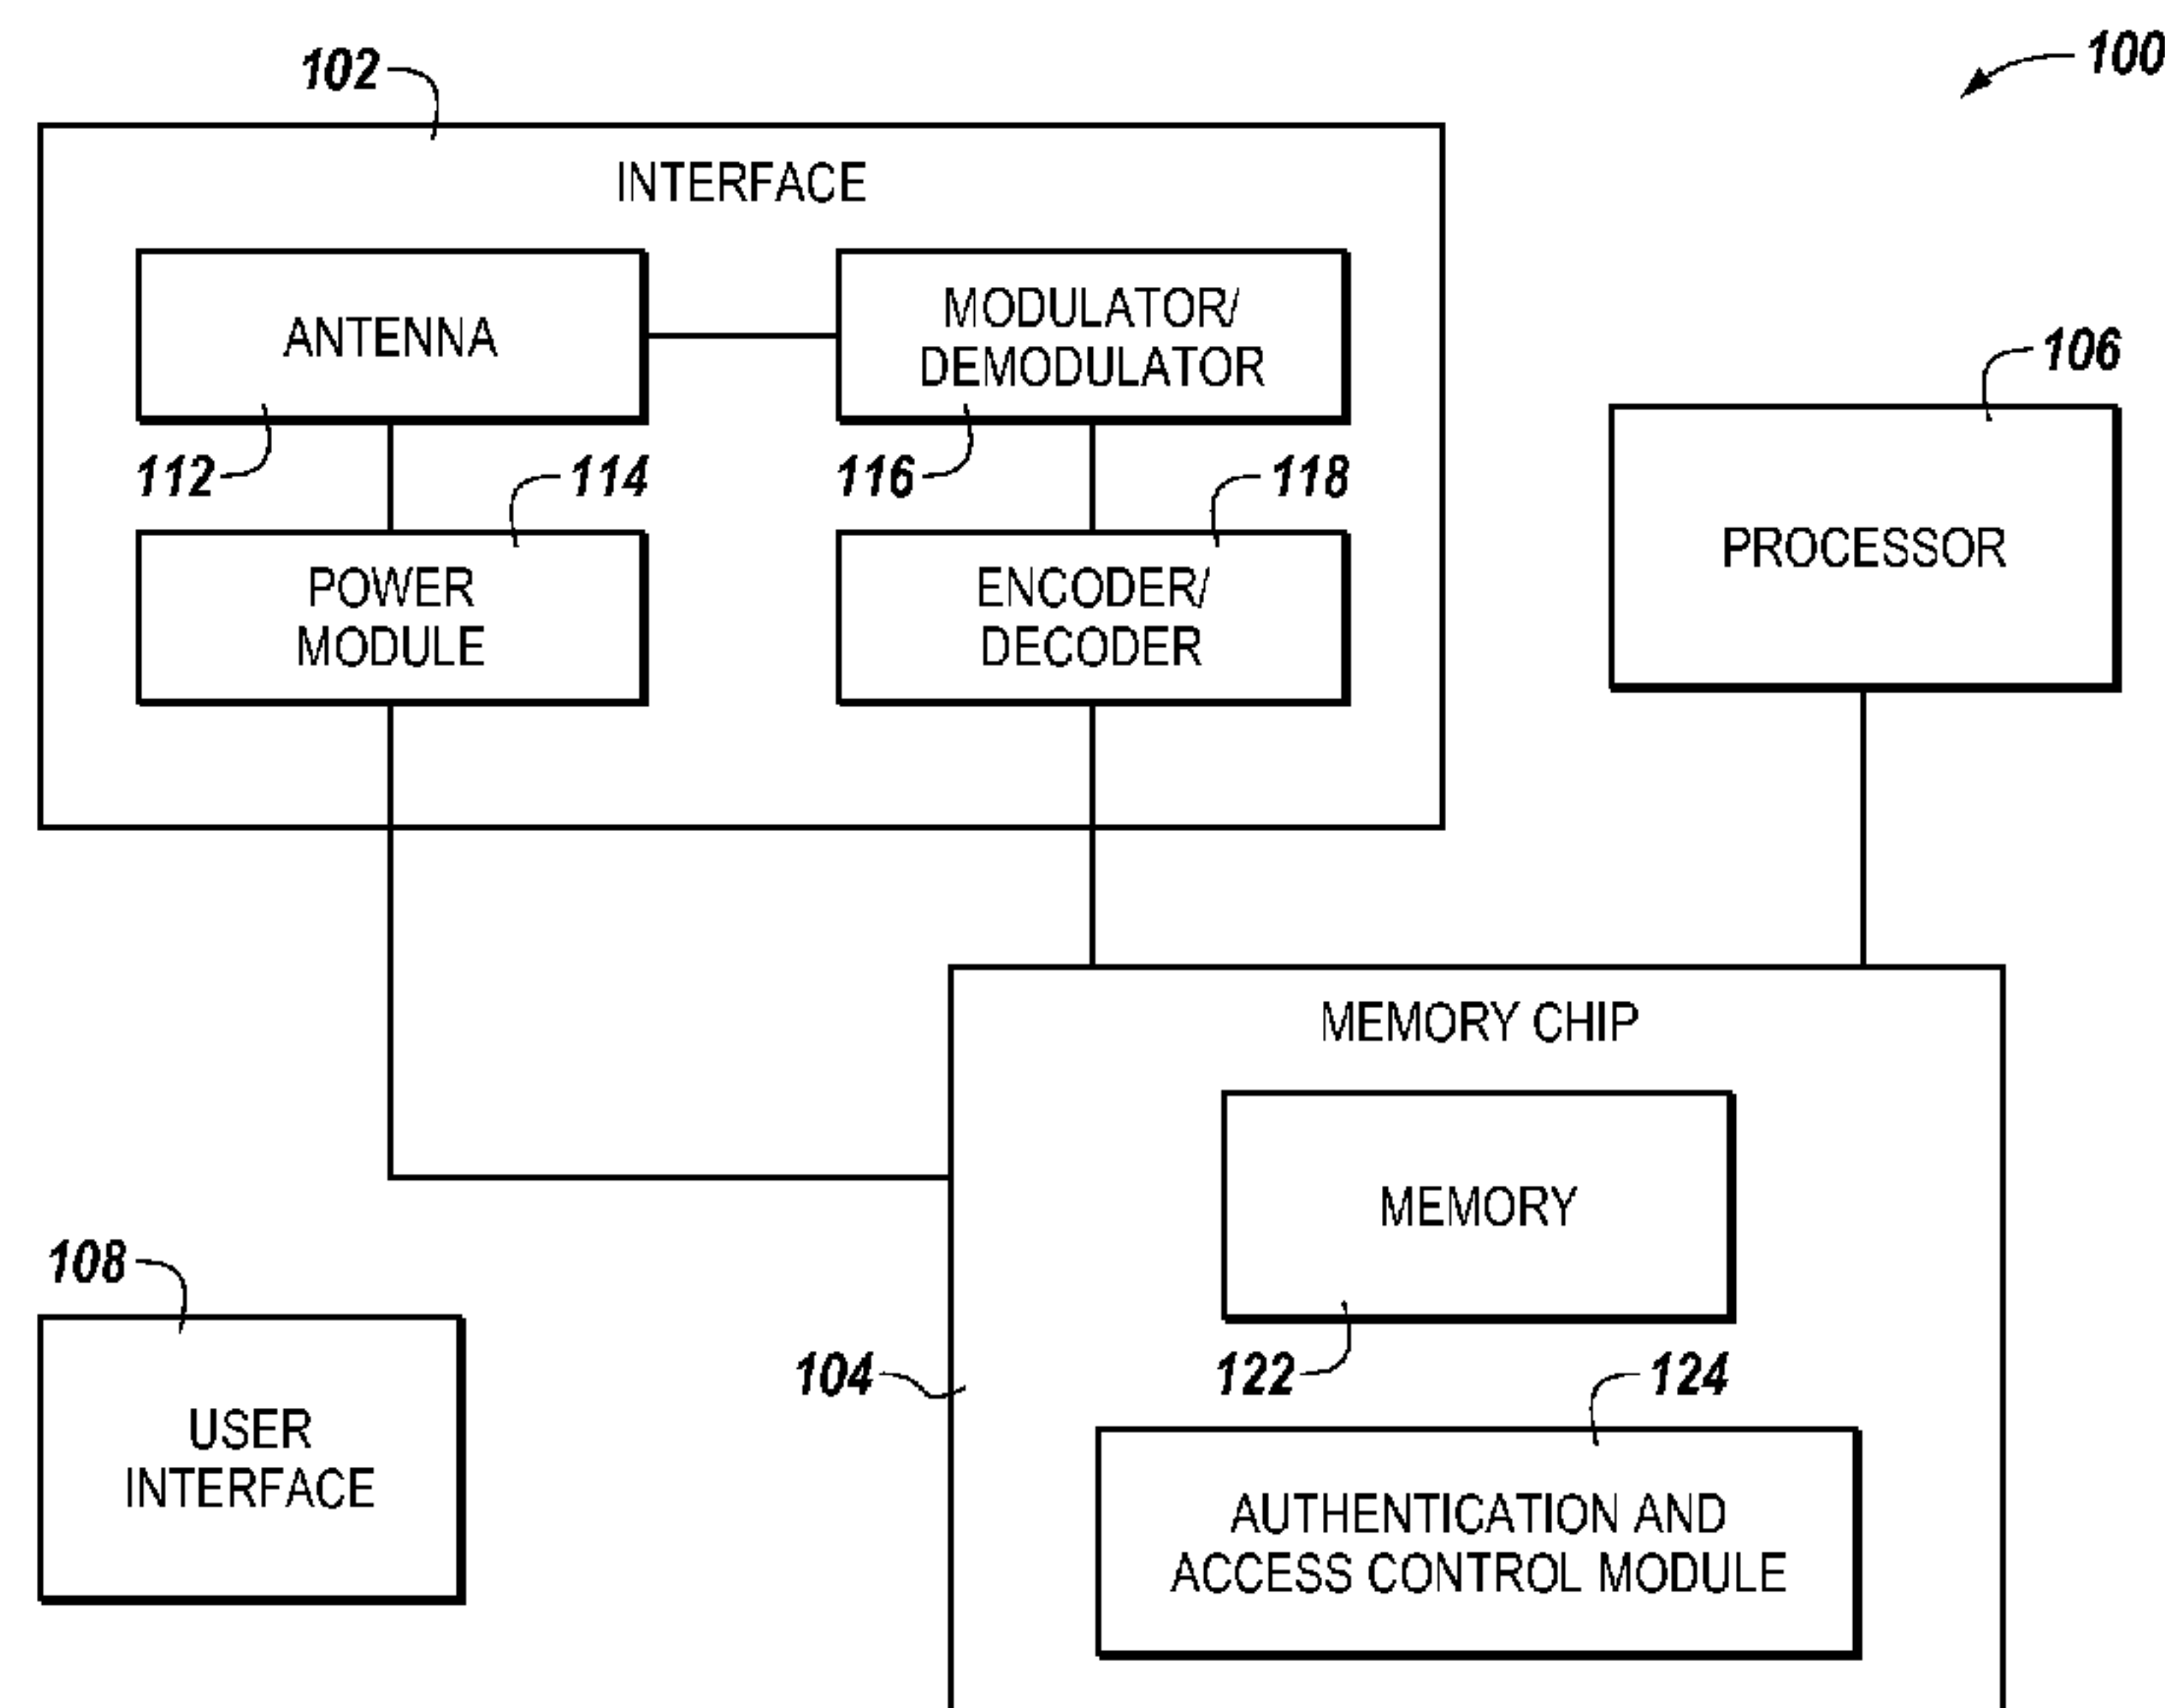 100
102
INTERFACE
ANTENNA
MODULATOR/
DEMODULATOR
106
112
114
116
118
PROCESSOR
POWER
MODULE
ENCODER/
DECODER
MEMORY CHIP
MEMORY
108
104
122
124
USER
INTERFACE
AUTHENTICATION AND
ACCESS CONTROL MODULE